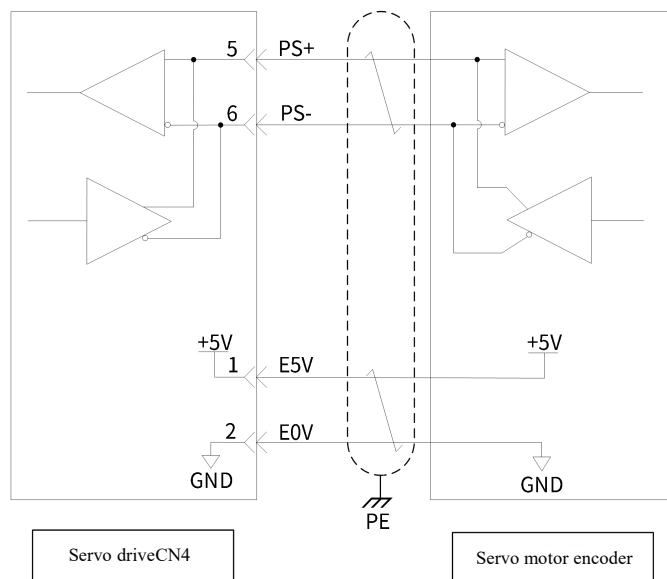 5 PS+
6 PS-
+5V +5V
1 E5V
2 E0V
GND GND
PE
Servo driveCN4
Servo motor encoder